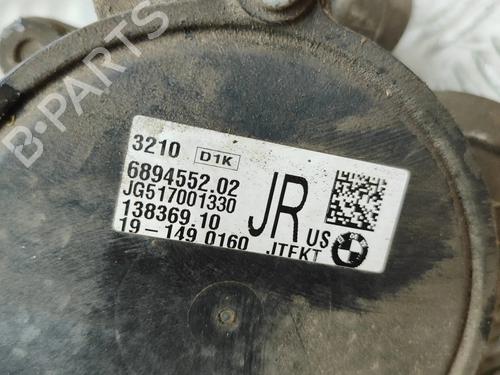 3210 D1K
6894552.02
JG517001330
138369.10
19-149 0160
JR
US
JTEKT
B-PARTS